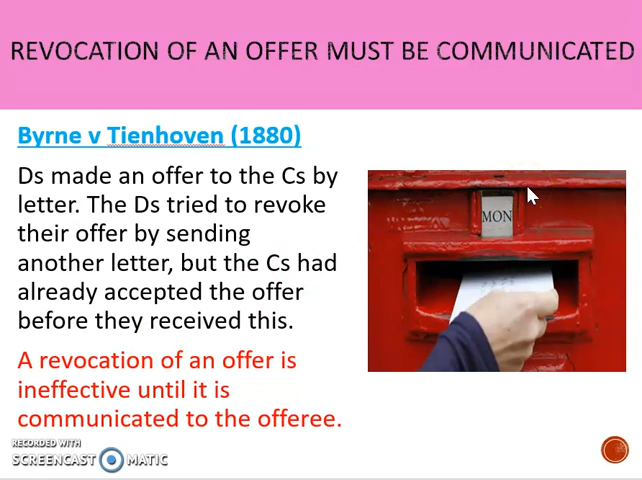 REVOCATION OF AN OFFER MUST BE COMMUNICATED
Byrne v Tienhoven (1880)
Ds made an offer to the Cs by
letter. The Ds tried to revoke
their offer by sending
another letter, but the Cs had
already accepted the offer
before they received this.
A revocation of an offer is
ineffective until it is
communicated to the offeree.
MON
RECORDED WITH
SCREENCAST MATIC